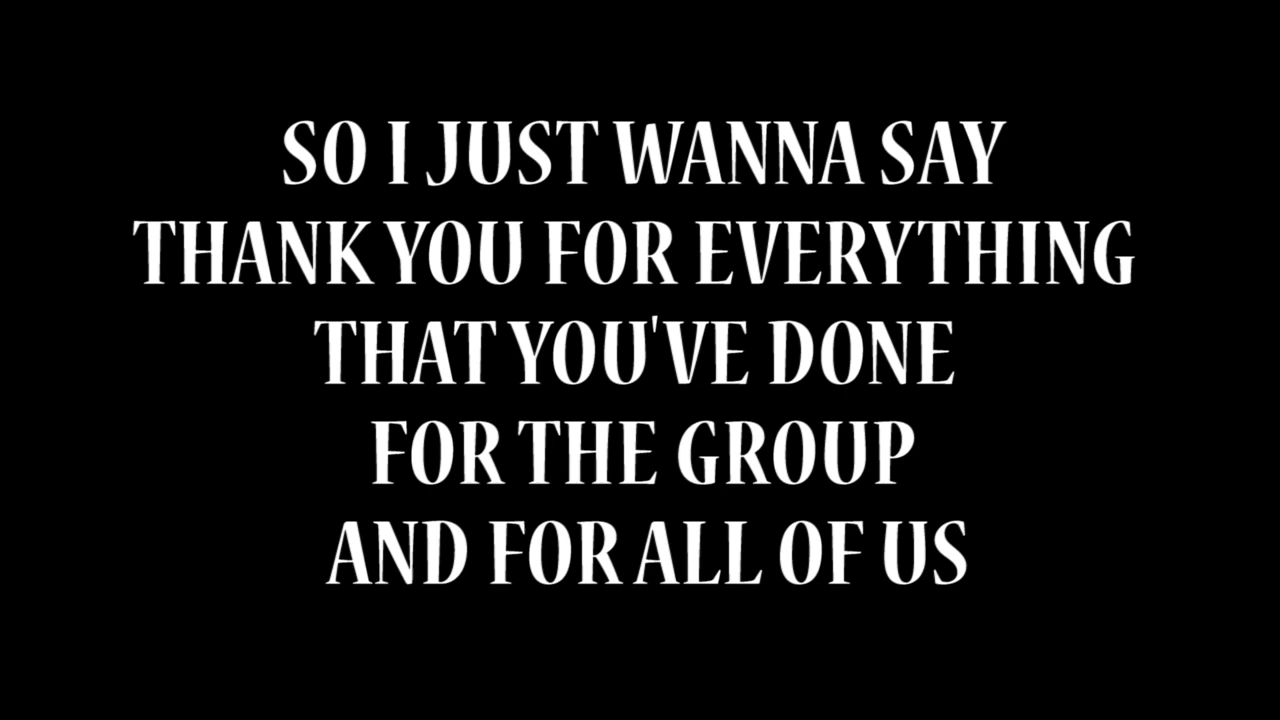 SO I JUST WANNA SAY
THANK YOU FOR EVERYTHING
THAT YOU'VE DONE
FOR THE GROUP
AND FOR ALL OF US